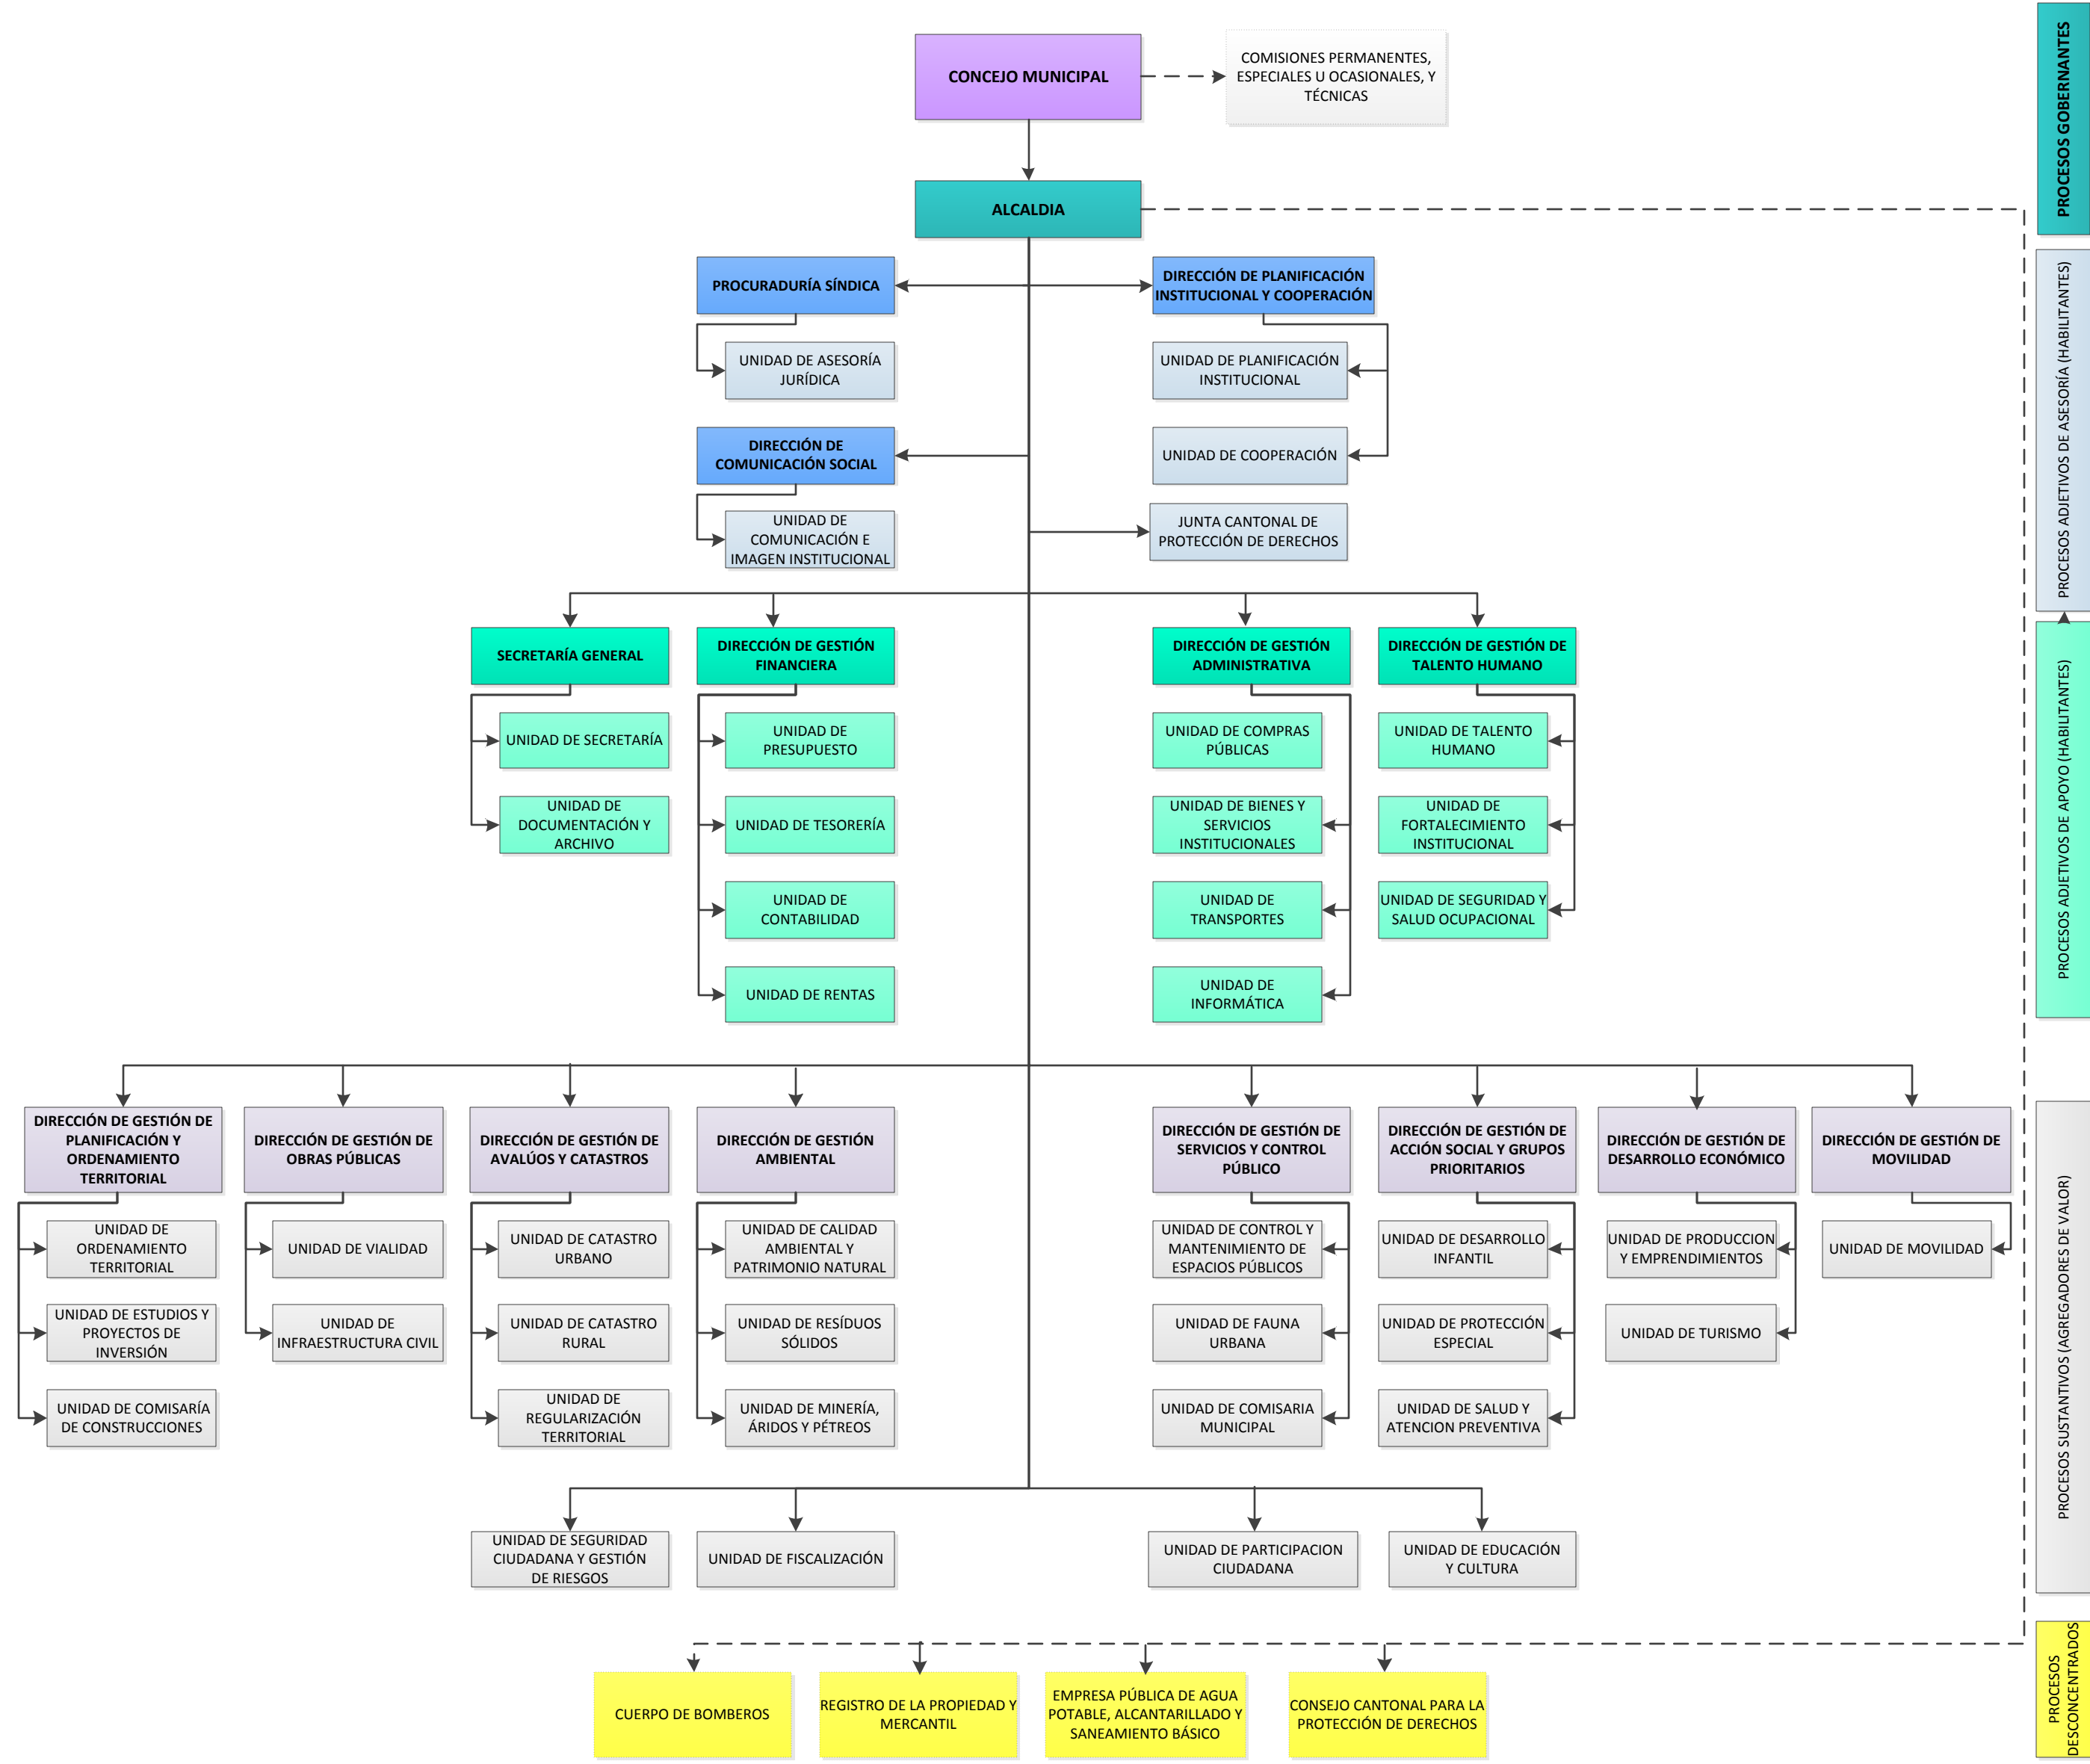 CONCEJO MUNICIPAL
COMISIONES PERMANENTES,
ESPECIALES U OCASIONALES, Y
TÉCNICAS
PROCESOS GOBERNANTES
ALCALDIA
PROCURADURÍA SÍNDICA
DIRECCIÓN DE PLANIFICACIÓN
INSTITUCIONAL Y COOPERACIÓN
UNIDAD DE ASESORÍA
JURÍDICA
UNIDAD DE PLANIFICACIÓN
INSTITUCIONAL
DIRECCIÓN DE
COMUNICACIÓN SOCIAL
UNIDAD DE COOPERACIÓN
UNIDAD DE
COMUNICACIÓN E
IMAGEN INSTITUCIONAL
JUNTA CANTONAL DE
PROTECCIÓN DE DERECHOS
PROCESOS ADJETIVOS DE ASESORÍA (HABILITANTES)
SECRETARÍA GENERAL
DIRECCIÓN DE GESTIÓN
FINANCIERA
DIRECCIÓN DE GESTIÓN
ADMINISTRATIVA
DIRECCIÓN DE GESTIÓN DE
TALENTO HUMANO
UNIDAD DE SECRETARÍA
UNIDAD DE
PRESUPUESTO
UNIDAD DE COMPRAS
PÚBLICAS
UNIDAD DE TALENTO
HUMANO
UNIDAD DE
DOCUMENTACIÓN Y
ARCHIVO
UNIDAD DE TESORERÍA
UNIDAD DE BIENES Y
SERVICIOS
INSTITUCIONALES
UNIDAD DE
FORTALECIMIENTO
INSTITUCIONAL
UNIDAD DE
CONTABILIDAD
UNIDAD DE
TRANSPORTES
UNIDAD DE SEGURIDAD Y
SALUD OCUPACIONAL
UNIDAD DE RENTAS
UNIDAD DE
INFORMÁTICA
PROCESOS ADJETIVOS DE APOYO (HABILITANTES)
DIRECCIÓN DE GESTIÓN DE
PLANIFICACIÓN Y
ORDENAMIENTO
TERRITORIAL
DIRECCIÓN DE GESTIÓN DE
OBRAS PÚBLICAS
DIRECCIÓN DE GESTIÓN DE
AVALÚOS Y CATASTROS
DIRECCIÓN DE GESTIÓN
AMBIENTAL
DIRECCIÓN DE GESTIÓN DE
SERVICIOS Y CONTROL
PÚBLICO
DIRECCIÓN DE GESTIÓN DE
ACCIÓN SOCIAL Y GRUPOS
PRIORITARIOS
DIRECCIÓN DE GESTIÓN DE
DESARROLLO ECONÓMICO
DIRECCIÓN DE GESTIÓN DE
MOVILIDAD
UNIDAD DE
ORDENAMIENTO
TERRITORIAL
UNIDAD DE VIALIDAD
UNIDAD DE CATASTRO
URBANO
UNIDAD DE CALIDAD
AMBIENTAL Y
PATRIMONIO NATURAL
UNIDAD DE CONTROL Y
MANTENIMIENTO DE
ESPACIOS PÚBLICOS
UNIDAD DE DESARROLLO
INFANTIL
UNIDAD DE PRODUCCION
Y EMPRENDIMIENTOS
UNIDAD DE MOVILIDAD
UNIDAD DE ESTUDIOS Y
PROYECTOS DE
INVERSIÓN
UNIDAD DE
INFRAESTRUCTURA CIVIL
UNIDAD DE CATASTRO
RURAL
UNIDAD DE RESÍDUOS
SÓLIDOS
UNIDAD DE FAUNA
URBANA
UNIDAD DE PROTECCIÓN
ESPECIAL
UNIDAD DE TURISMO
UNIDAD DE COMISARÍA
DE CONSTRUCCIONES
UNIDAD DE
REGULARIZACIÓN
TERRITORIAL
UNIDAD DE MINERÍA,
ÁRIDOS Y PÉTREOS
UNIDAD DE COMISARIA
MUNICIPAL
UNIDAD DE SALUD Y
ATENCION PREVENTIVA
UNIDAD DE SEGURIDAD
CIUDADANA Y GESTIÓN
DE RIESGOS
UNIDAD DE FISCALIZACIÓN
UNIDAD DE PARTICIPACION
CIUDADANA
UNIDAD DE EDUCACIÓN
Y CULTURA
PROCESOS SUSTANTIVOS (AGREGADORES DE VALOR)
CUERPO DE BOMBEROS
REGISTRO DE LA PROPIEDAD Y
MERCANTIL
EMPRESA PÚBLICA DE AGUA
POTABLE, ALCANTARILLADO Y
SANEAMIENTO BÁSICO
CONSEJO CANTONAL PARA LA
PROTECCIÓN DE DERECHOS
PROCESOS
DESCONCENTRADOS